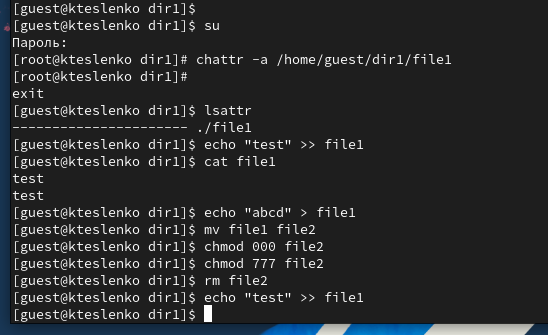 [guest@kteslenko dir1]$
[guest@kteslenko dir1]$ su
Пароль:
[root@kteslenko dir1]# chattr -a /home/guest/dir1/file1
[root@kteslenko dir1]#
exit
[guest@kteslenko dir1]$ lsattr
---------------------- ./file1
[guest@kteslenko dir1]$ echo "test" >> file1
[guest@kteslenko dir1]$ cat file1
test
test
[guest@kteslenko dir1]$ echo "abcd" > file1
[guest@kteslenko dir1]$ mv file1 file2
[guest@kteslenko dir1]$ chmod 000 file2
[guest@kteslenko dir1]$ chmod 777 file2
[guest@kteslenko dir1]$ rm file2
[guest@kteslenko dir1]$ echo "test" >> file1
[guest@kteslenko dir1]$